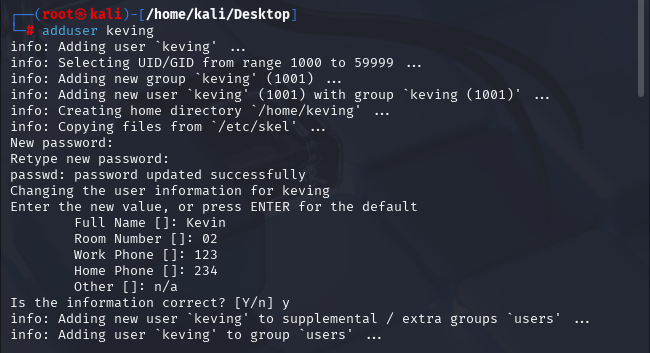 ┌──(root㉿kali)-[/home/kali/Desktop]
└─# adduser keving
info: Adding user `keving' ...
info: Selecting UID/GID from range 1000 to 59999 ...
info: Adding new group `keving' (1001) ...
info: Adding new user `keving' (1001) with group `keving (1001)' ...
info: Creating home directory `/home/keving' ...
info: Copying files from `/etc/skel' ...
New password:
Retype new password:
passwd: password updated successfully
Changing the user information for keving
Enter the new value, or press ENTER for the default
        Full Name []: Kevin
        Room Number []: 02
        Work Phone []: 123
        Home Phone []: 234
        Other []: n/a
Is the information correct? [Y/n] y
info: Adding new user `keving' to supplemental / extra groups `users' ...
info: Adding user `keving' to group `users' ...